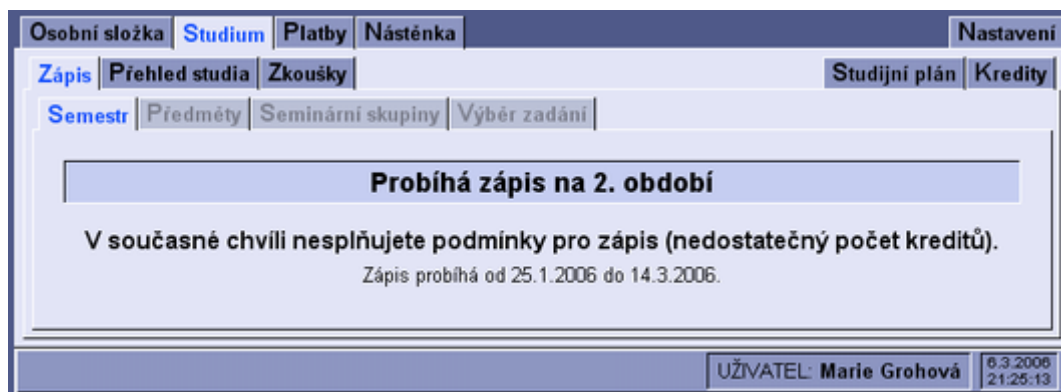 Osobní složka Studium Platby Nástěnka Nastavení
Zápis Přehled studia Zkoušky Studijní plán Kredity
Semestr Předměty Seminární skupiny Výběr zadání
Probíhá zápis na 2. období
V současné chvíli nesplňujete podmínky pro zápis (nedostatečný počet kreditů).
Zápis probíhá od 25.1.2006 do 14.3.2006.
UŽIVATEL: Marie Grohová
6.3.2006
21:25:13